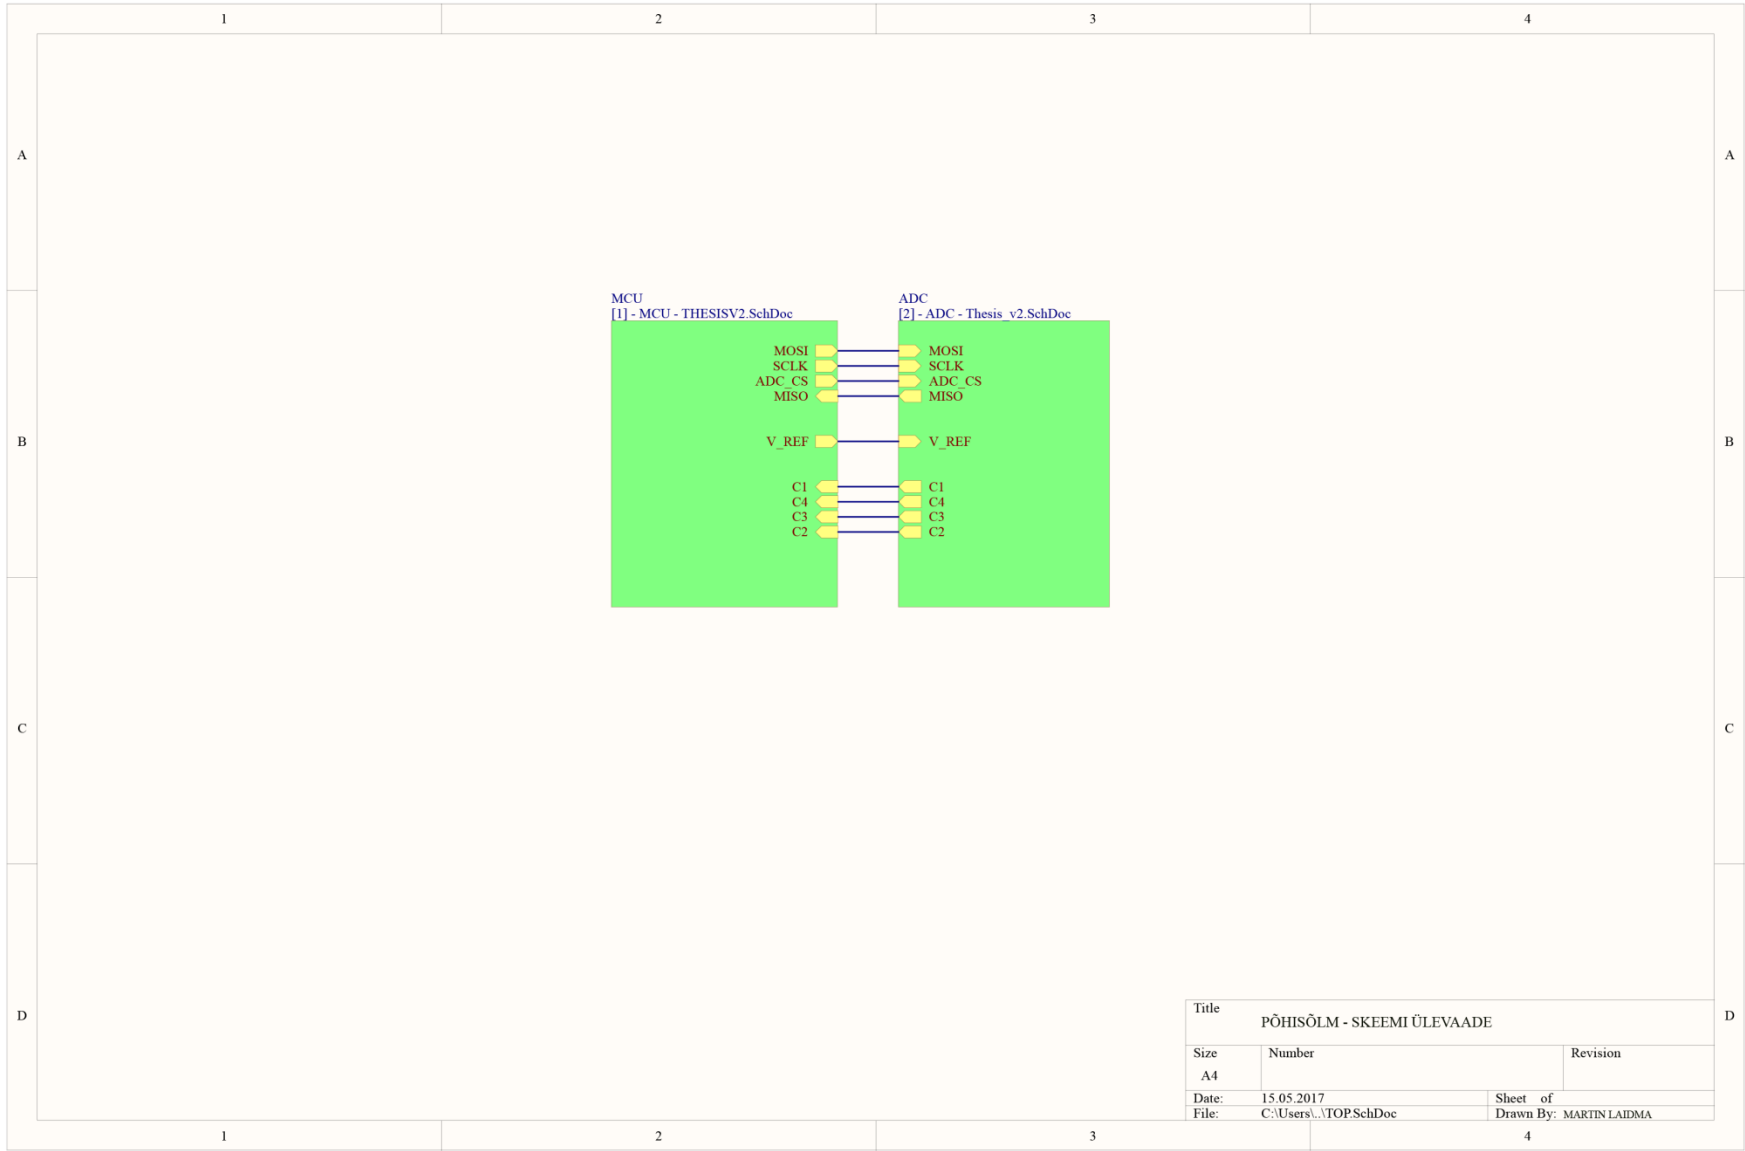 1 2 3 4
A A
MCU ADC
[1] - MCU - THESISV2.SchDoc [2] - ADC - Thesis_v2.SchDoc
MOSI MOSI
SCLK SCLK
ADC_CS ADC_CS
MISO MISO
B V_REF V_REF B
C1 C1
C4 C4
C3 C3
C2 C2
C C
Title
D D
PÕHISÕLM - SKEEMI ÜLEVAADE
Size Number Revision
A4
Date: 15.05.2017 Sheet of
File: C:\Users\..\TOP.SchDoc Drawn By: MARTIN LAIDMA
1 2 3 4